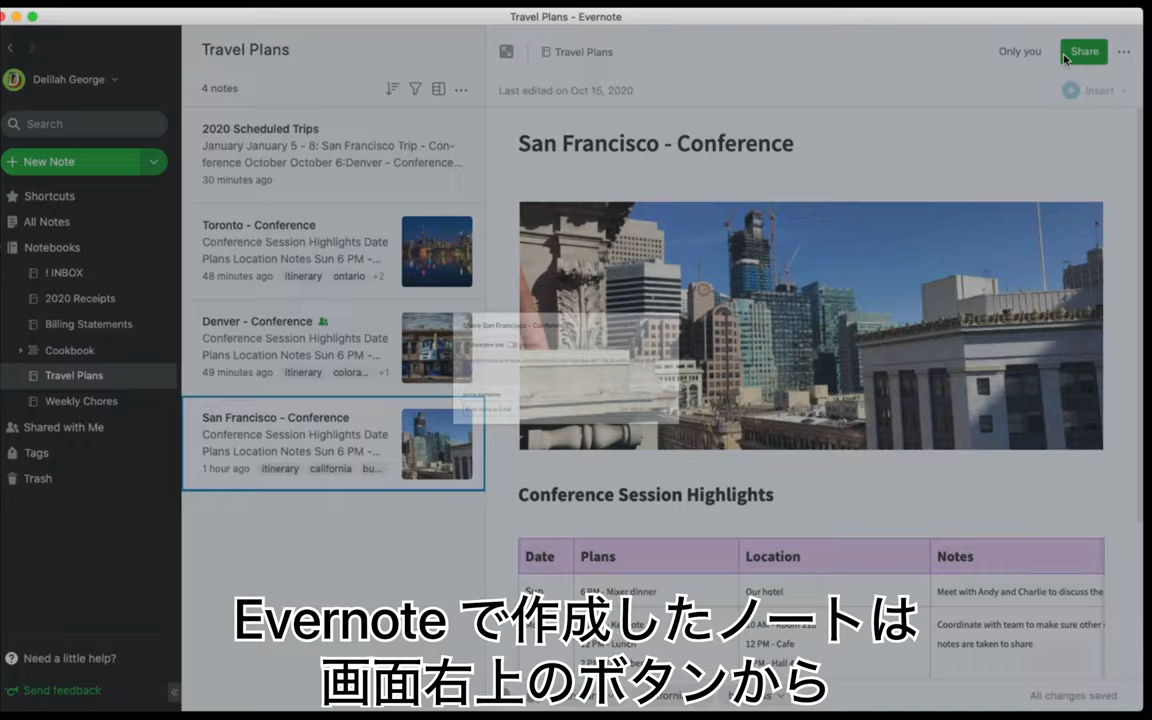 Travel Plans - Evernote
Delilah George
Search
New Note
Shortcuts
All Notes
Notebooks
! INBOX
2020 Receipts
Billing Statements
Cookbook
Travel Plans
Weekly Chores
Shared with Me
Tags
Trash
Need a little help?
Send feedback
Travel Plans
4 notes
2020 Scheduled Trips
January January 5 - 8: San Francisco Trip - Con-
ference October October 6:Denver - Conference...
30 minutes ago
Toronto - Conference
Conference Session Highlights Date
Plans Location Notes Sun 6 PM -...
48 minutes ago itinerary ontario +2
Denver - Conference
Conference Session Highlights Date
Plans Location Notes Sun 6 PM -...
49 minutes ago itinerary colora... +1
San Francisco - Conference
Conference Session Highlights Date
Plans Location Notes Sun 6 PM -...
1 hour ago itinerary california bu...
Travel Plans
Only you
Share
Last edited on Oct 15, 2020
Insert
San Francisco - Conference
Conference Session Highlights
Date Plans Location Notes
Sun 6 PM - Mixer dinner Our hotel Meet with Andy and Charlie to discuss the
Coordinate with team to make sure other
12 PM - Lunch 12 PM - Cafe notes are taken to share
All changes saved
Evernote で作成したノートは
画面右上のボタンから